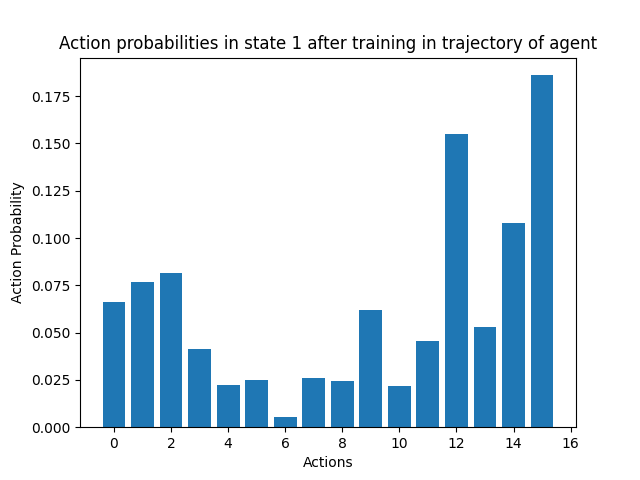 Action probabilities in state 1 after training in trajectory of agent
0.175
0.150
0.125
0.100
0.075
0.050
0.025
0.000
Action Probability
0 2 4 6 8 10 12 14 16
Actions